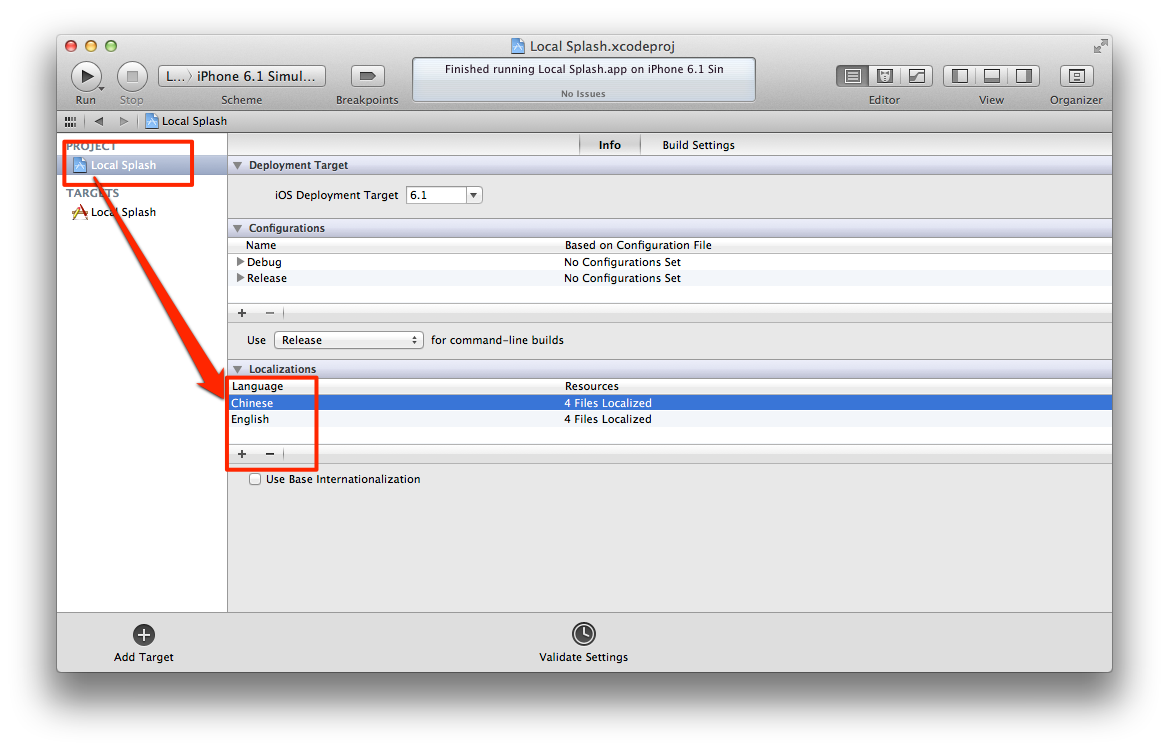 Local Splash.xcodeproj
L... 〉 iPhone 6.1 Simul...
Finished running Local Splash.app on iPhone 6.1 Sin
No Issues
Run
Stop
Scheme
Breakpoints
Editor
View
Organizer
Local Splash
PROJECT
Local Splash
TARGETS
Local Splash
Info
Build Settings
Deployment Target
iOS Deployment Target 6.1
Configurations
Name Based on Configuration File
Debug No Configurations Set
Release No Configurations Set
Use Release for command-line builds
Localizations
Language Resources
Chinese 4 Files Localized
English 4 Files Localized
Use Base Internationalization
Add Target
Validate Settings